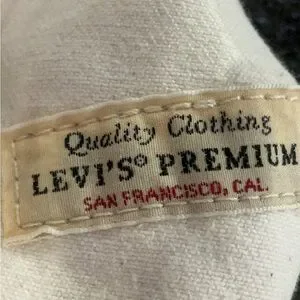 Quality Clothing
LEVI'S® PREMIUM
SAN FRANCISCO, CAL.